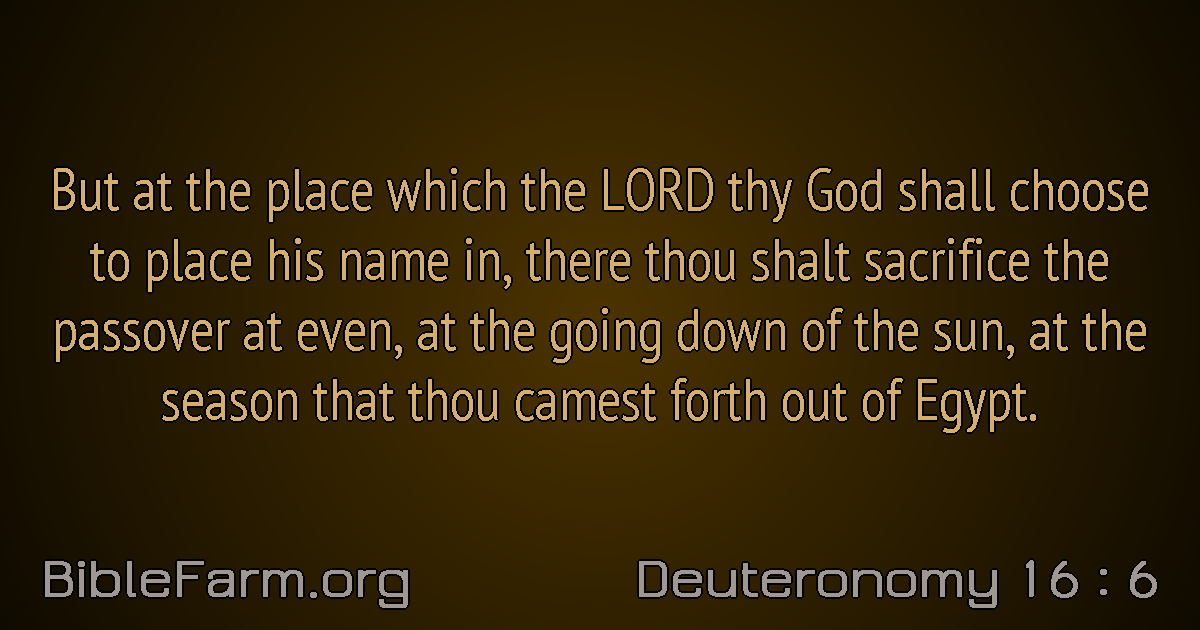 But at the place which the LORD thy God shall choose
to place his name in, there thou shalt sacrifice the
passover at even, at the going down of the sun, at the
season that thou camest forth out of Egypt.
BibleFarm.org
Deuteronomy 16 : 6